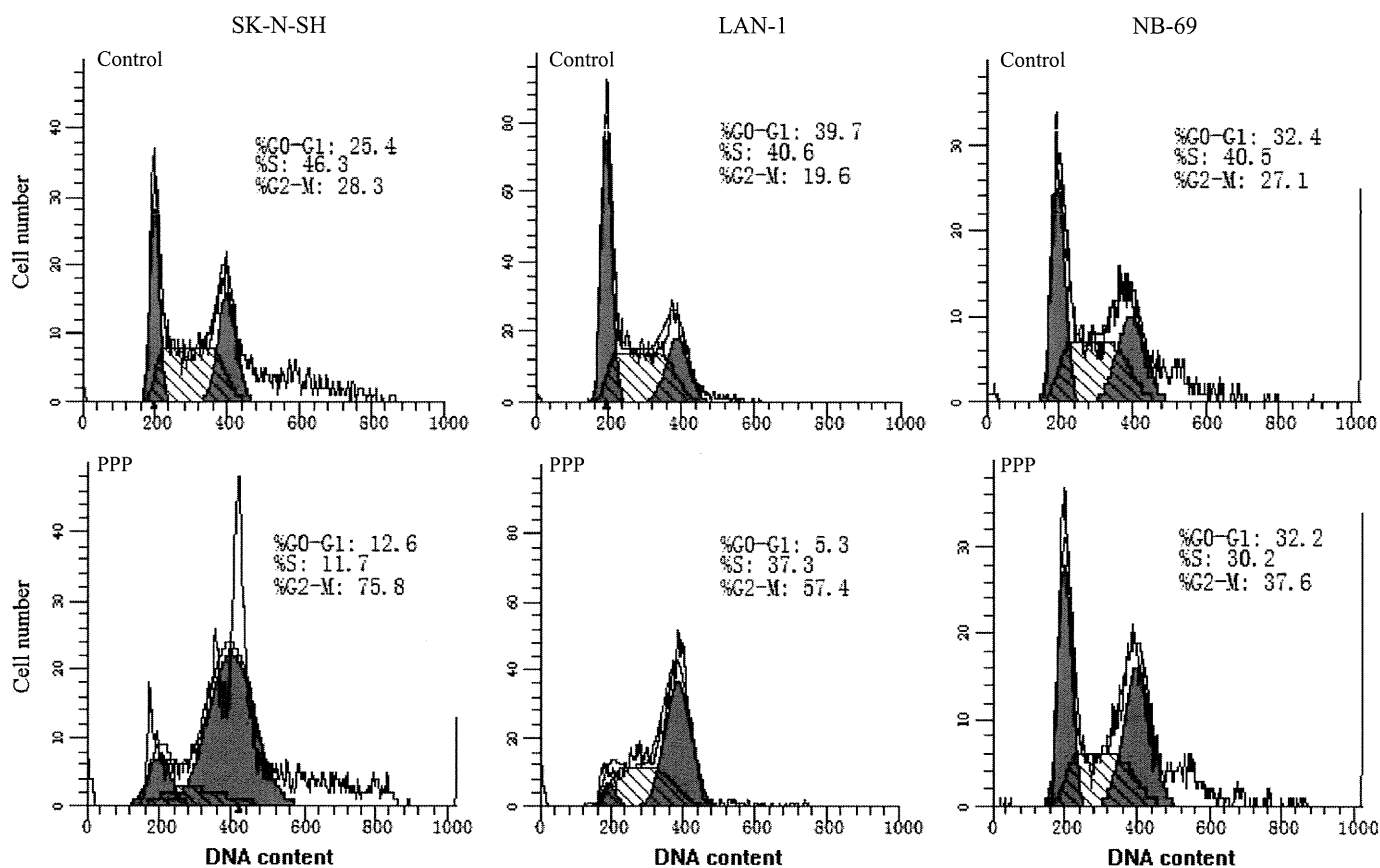 SK-N-SH
LAN-1
NB-69
Control
%G0-G1: 25.4
%S: 46.3
%G2-M: 28.3
Cell number
40
30
20
10
0
0 200 400 600 800 1000
Control
%G0-G1: 39.7
%S: 40.6
%G2-M: 19.6
80
60
40
20
0
0 200 400 600 800 1000
Control
%G0-G1: 32.4
%S: 40.5
%G2-M: 27.1
30
20
10
0
0 200 400 600 800 1000
PPP
%G0-G1: 12.6
%S: 11.7
%G2-M: 75.8
Cell number
40
30
20
10
0
0 200 400 600 800 1000
DNA content
PPP
%G0-G1: 5.3
%S: 37.3
%G2-M: 57.4
80
60
40
20
0
0 200 400 600 800 1000
DNA content
PPP
%G0-G1: 32.2
%S: 30.2
%G2-M: 37.6
30
20
10
0
0 200 400 600 800 1000
DNA content